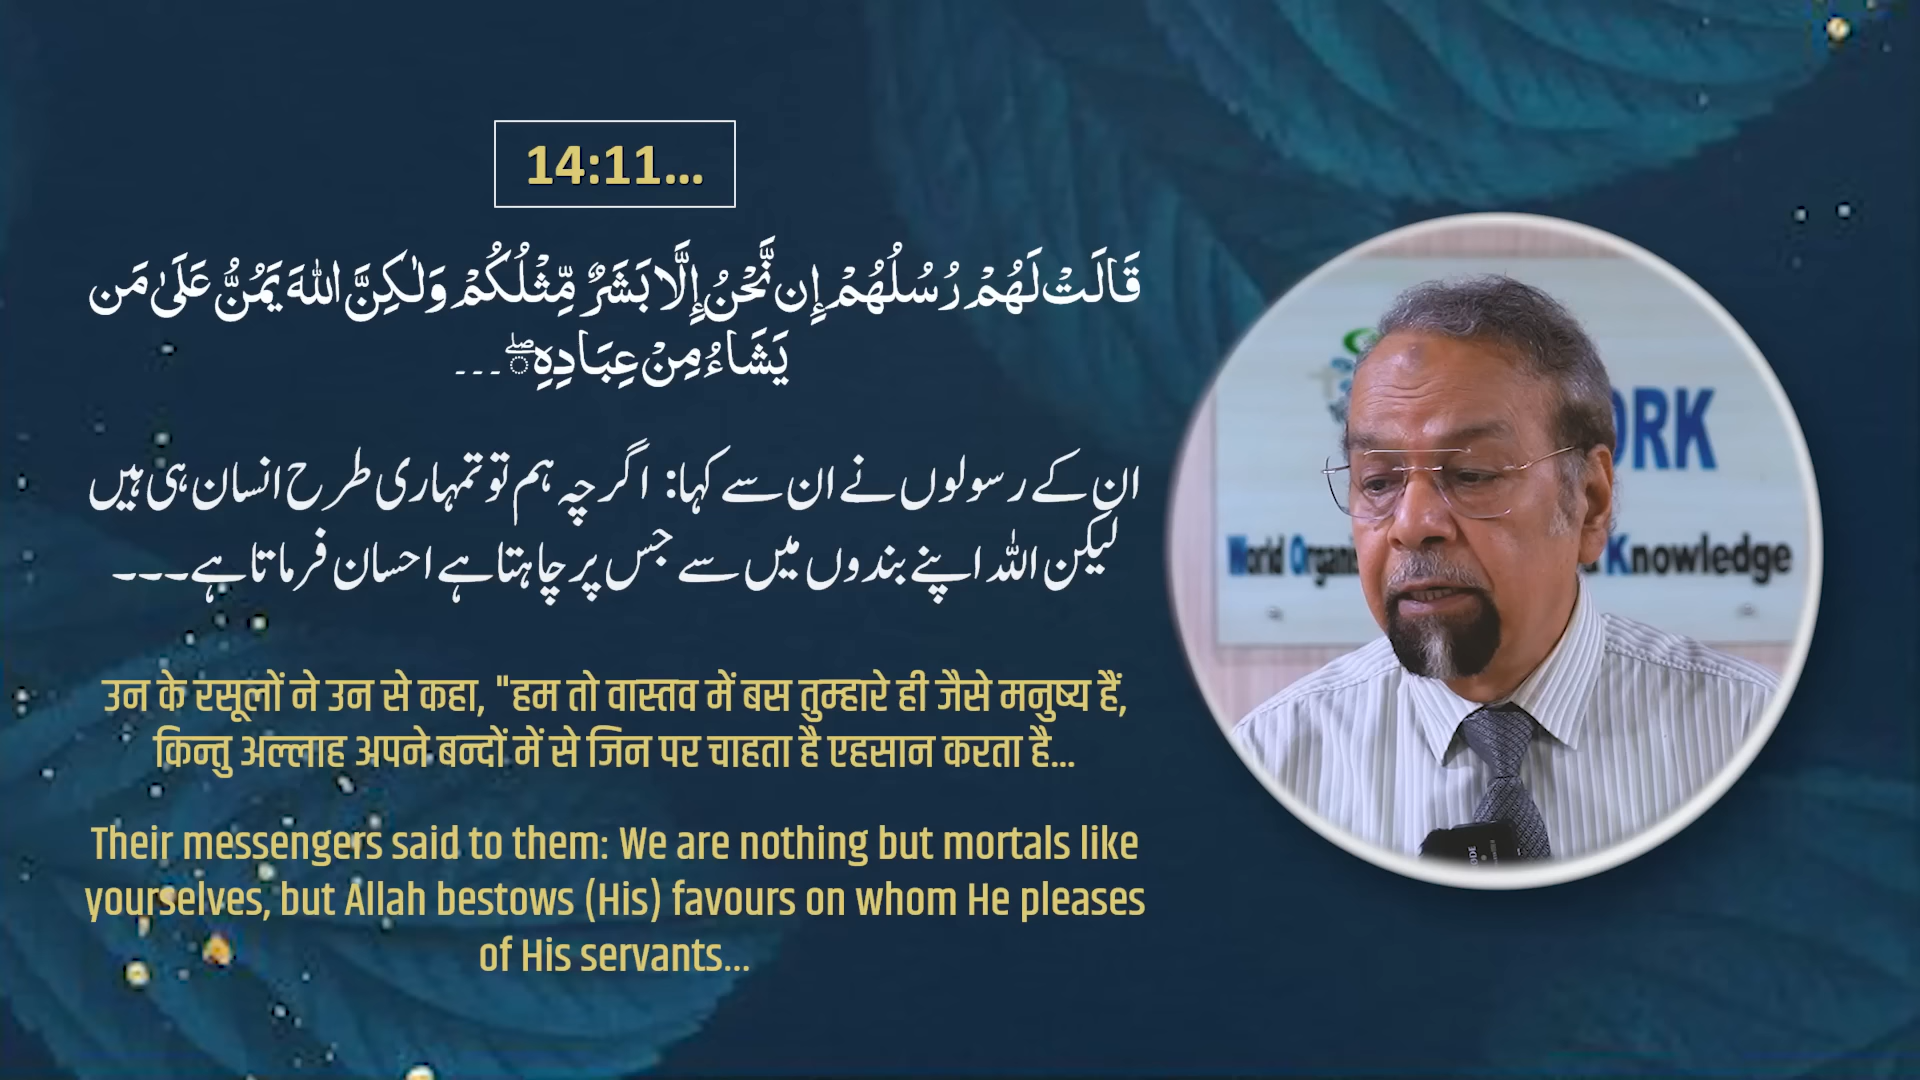 14:11...
قَالَتْ لَهُمْ رُسُلُهُمْ إِن نَّحْنُ إِلَّا بَشَرٌ مِّثْلُكُمْ وَلَٰكِنَّ اللَّهَ يَمُنُّ عَلَىٰ مَن
يَشَاءُ مِنْ عِبَادِهِ ۖ ---
ان کے رسولوں نے ان سے کہا: اگرچہ ہم تو تمہاری طرح انسان ہی ہیں
لیکن اللہ اپنے بندوں میں سے جس پر چاہتا ہے احسان فرماتا ہے۔۔۔
उन के रसूलों ने उन से कहा, "हम तो वास्तव में बस तुम्हारे ही जैसे मनुष्य हैं,
किन्तु अल्लाह अपने बन्दों में से जिन पर चाहता है एहसान करता है...
Their messengers said to them: We are nothing but mortals like
yourselves, but Allah bestows (His) favours on whom He pleases
of His servants...
ORK
World Organis Knowledge